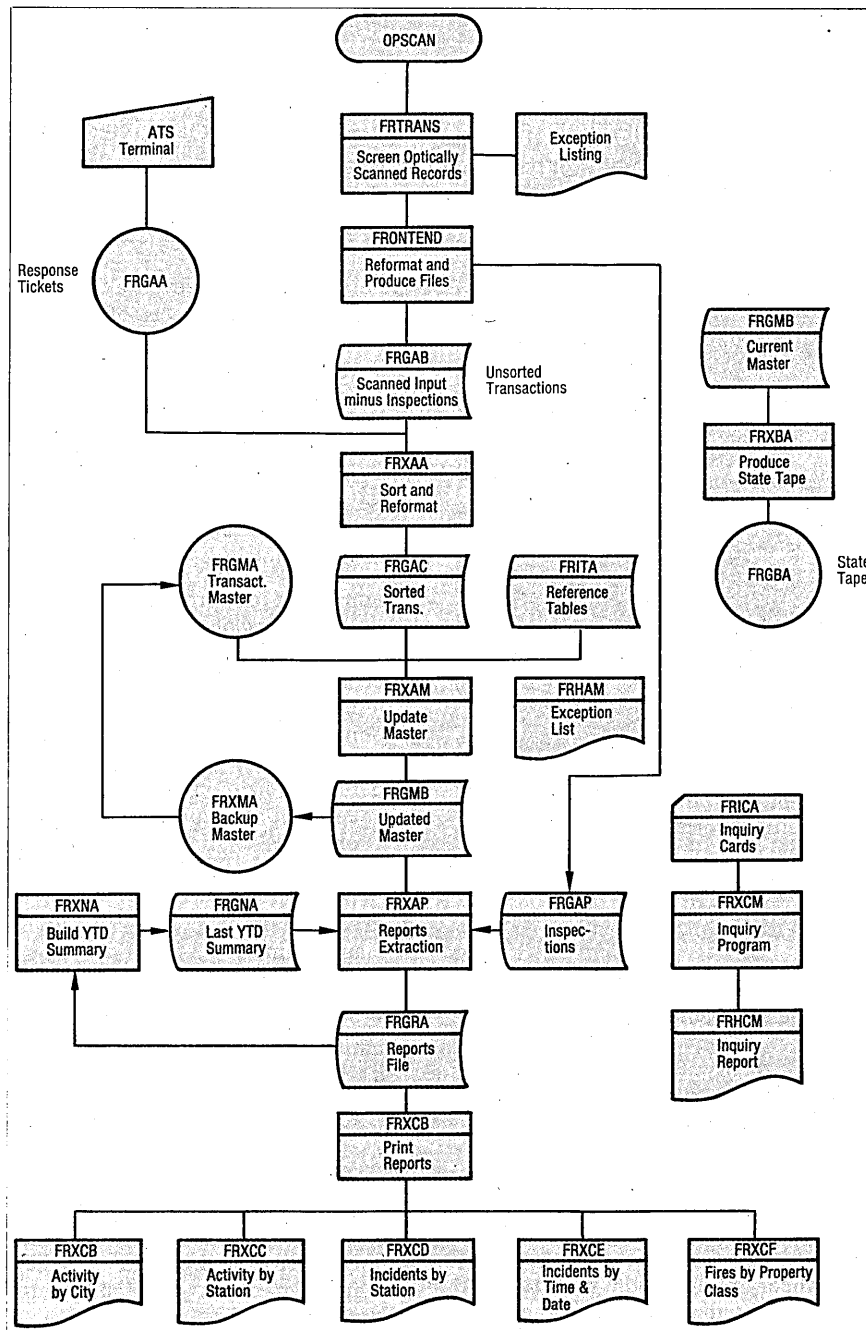 OPSCAN
ATS
Terminal
FRTRANS
Screen Optically
Scanned Records
Exception
Listing
FRONTEND
Reformat and
Produce Files
Response
Tickets
FRGAA
FRGAB
Scanned Input
minus Inspections
Unsorted
Transactions
FRGMB
Current
Master
FRXBA
Produce
State Tape
FRGBA
State
Tape
FRXAA
Sort and
Reformat
FRGMA
Transact.
Master
FRGAC
Sorted
Trans.
FRITA
Reference
Tables
FRXAM
Update
Master
FRHAM
Exception
List
FRXMA
Backup
Master
FRGMB
Updated
Master
FRICA
Inquiry
Cards
FRXNA
Build YTD
Summary
FRGNA
Last YTD
Summary
FRXAP
Reports
Extraction
FRGAP
Inspec-
tions
FRXCM
Inquiry
Program
FRGRA
Reports
File
FRHCM
Inquiry
Report
FRXCB
Print
Reports
FRXCB
Activity
by City
FRXCC
Activity by
Station
FRXCD
Incidents by
Station
FRXCE
Incidents by
Time &
Date
FRXCF
Fires by Property
Class